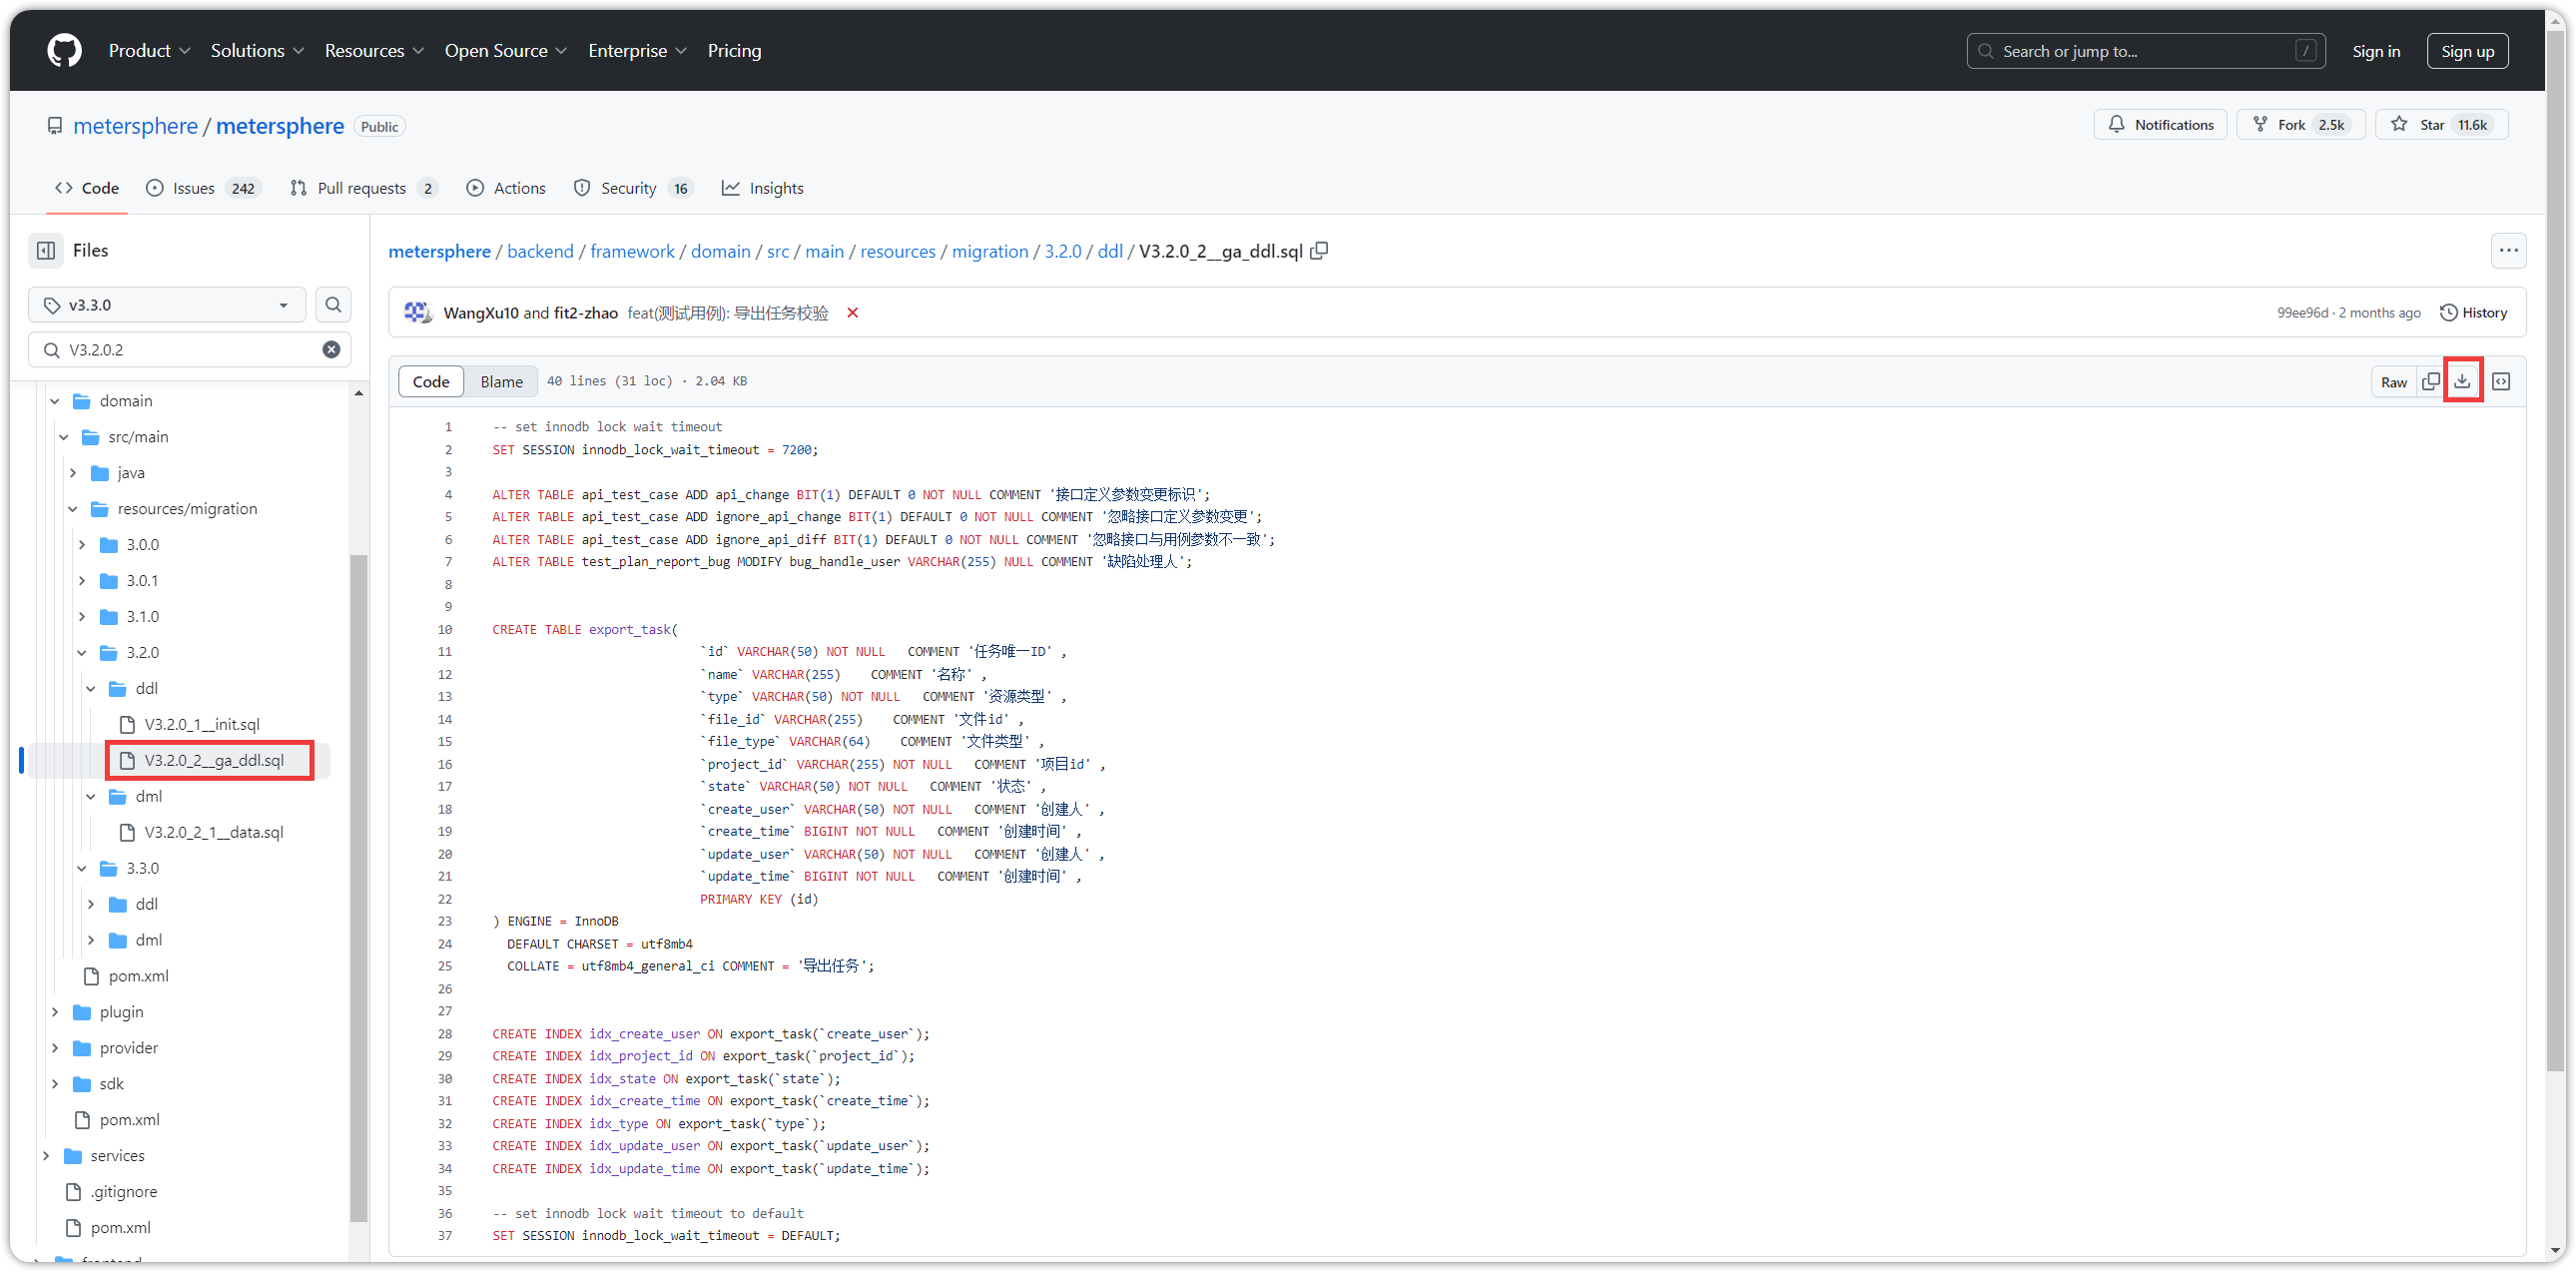 Product Solutions Resources Open Source Enterprise Pricing Search or jump to... / Sign in Sign up
metersphere / metersphere Public Notifications Fork 2.5k Star 11.6k
Code Issues 242 Pull requests 2 Actions Security 16 Insights
Files
v3.3.0
V3.2.0.2
domain
src/main
java
resources/migration
3.0.0
3.0.1
3.1.0
3.2.0
ddl
V3.2.0_1__init.sql
V3.2.0_2__ga_ddl.sql
dml
V3.2.0_2_1__data.sql
3.3.0
ddl
dml
pom.xml
plugin
provider
sdk
pom.xml
services
.gitignore
pom.xml
frontend
metersphere / backend / framework / domain / src / main / resources / migration / 3.2.0 / ddl / V3.2.0_2__ga_ddl.sql
WangXu10 and fit2-zhao feat(测试用例): 导出任务校验 99ee96d · 2 months ago History
Code Blame 40 lines (31 loc) · 2.04 KB Raw
1 -- set innodb lock wait timeout
2 SET SESSION innodb_lock_wait_timeout = 7200;
3
4 ALTER TABLE api_test_case ADD api_change BIT(1) DEFAULT 0 NOT NULL COMMENT '接口定义参数变更标识';
5 ALTER TABLE api_test_case ADD ignore_api_change BIT(1) DEFAULT 0 NOT NULL COMMENT '忽略接口定义参数变更';
6 ALTER TABLE api_test_case ADD ignore_api_diff BIT(1) DEFAULT 0 NOT NULL COMMENT '忽略接口与用例参数不一致';
7 ALTER TABLE test_plan_report_bug MODIFY bug_handle_user VARCHAR(255) NULL COMMENT '缺陷处理人';
8
9
10 CREATE TABLE export_task(
11 `id` VARCHAR(50) NOT NULL COMMENT '任务唯一ID' ,
12 `name` VARCHAR(255) COMMENT '名称' ,
13 `type` VARCHAR(50) NOT NULL COMMENT '资源类型' ,
14 `file_id` VARCHAR(255) COMMENT '文件id' ,
15 `file_type` VARCHAR(64) COMMENT '文件类型' ,
16 `project_id` VARCHAR(255) NOT NULL COMMENT '项目id' ,
17 `state` VARCHAR(50) NOT NULL COMMENT '状态' ,
18 `create_user` VARCHAR(50) NOT NULL COMMENT '创建人' ,
19 `create_time` BIGINT NOT NULL COMMENT '创建时间' ,
20 `update_user` VARCHAR(50) NOT NULL COMMENT '创建人' ,
21 `update_time` BIGINT NOT NULL COMMENT '创建时间' ,
22 PRIMARY KEY (id)
23 ) ENGINE = InnoDB
24 DEFAULT CHARSET = utf8mb4
25 COLLATE = utf8mb4_general_ci COMMENT = '导出任务';
26
27
28 CREATE INDEX idx_create_user ON export_task(`create_user`);
29 CREATE INDEX idx_project_id ON export_task(`project_id`);
30 CREATE INDEX idx_state ON export_task(`state`);
31 CREATE INDEX idx_create_time ON export_task(`create_time`);
32 CREATE INDEX idx_type ON export_task(`type`);
33 CREATE INDEX idx_update_user ON export_task(`update_user`);
34 CREATE INDEX idx_update_time ON export_task(`update_time`);
35
36 -- set innodb lock wait timeout to default
37 SET SESSION innodb_lock_wait_timeout = DEFAULT;